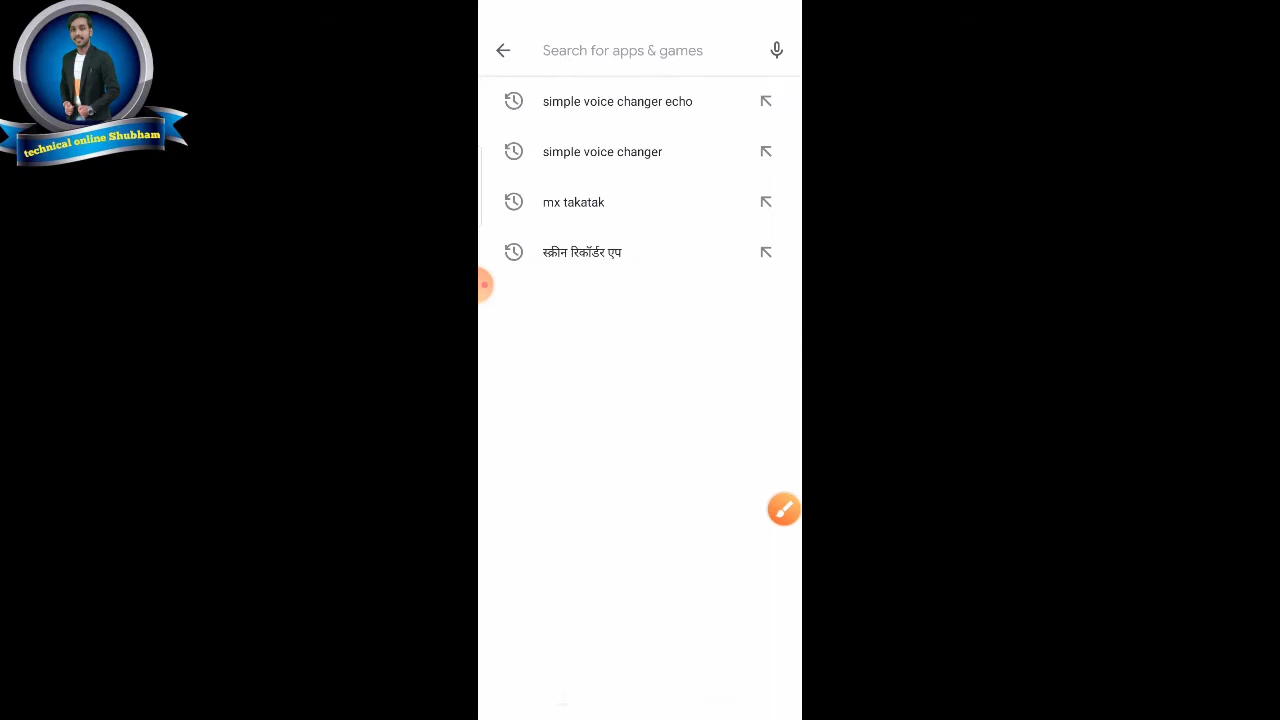 technical online Shubham
Search for apps & games
simple voice changer echo
simple voice changer
mx takatak
स्क्रीन रिकॉर्डर एप